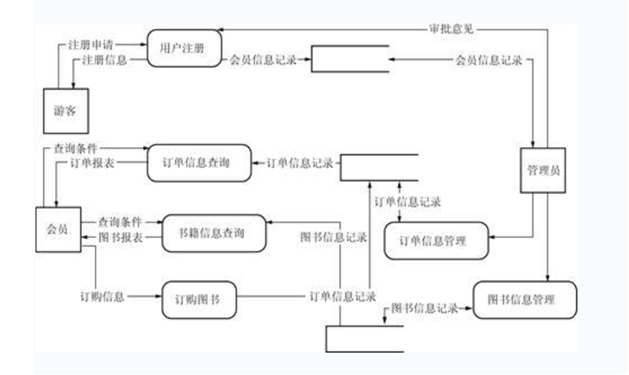 审批意见
注册申请
用户注册
注册信息
会员信息记录
会员信息记录
游客
查询条件
订单报表
订单信息查询
订单信息记录
管理员
订单信息记录
会员
查询条件
图书报表
书籍信息查询
图书信息记录
订单信息管理
订购信息
订购图书
订单信息记录
图书信息记录
图书信息管理